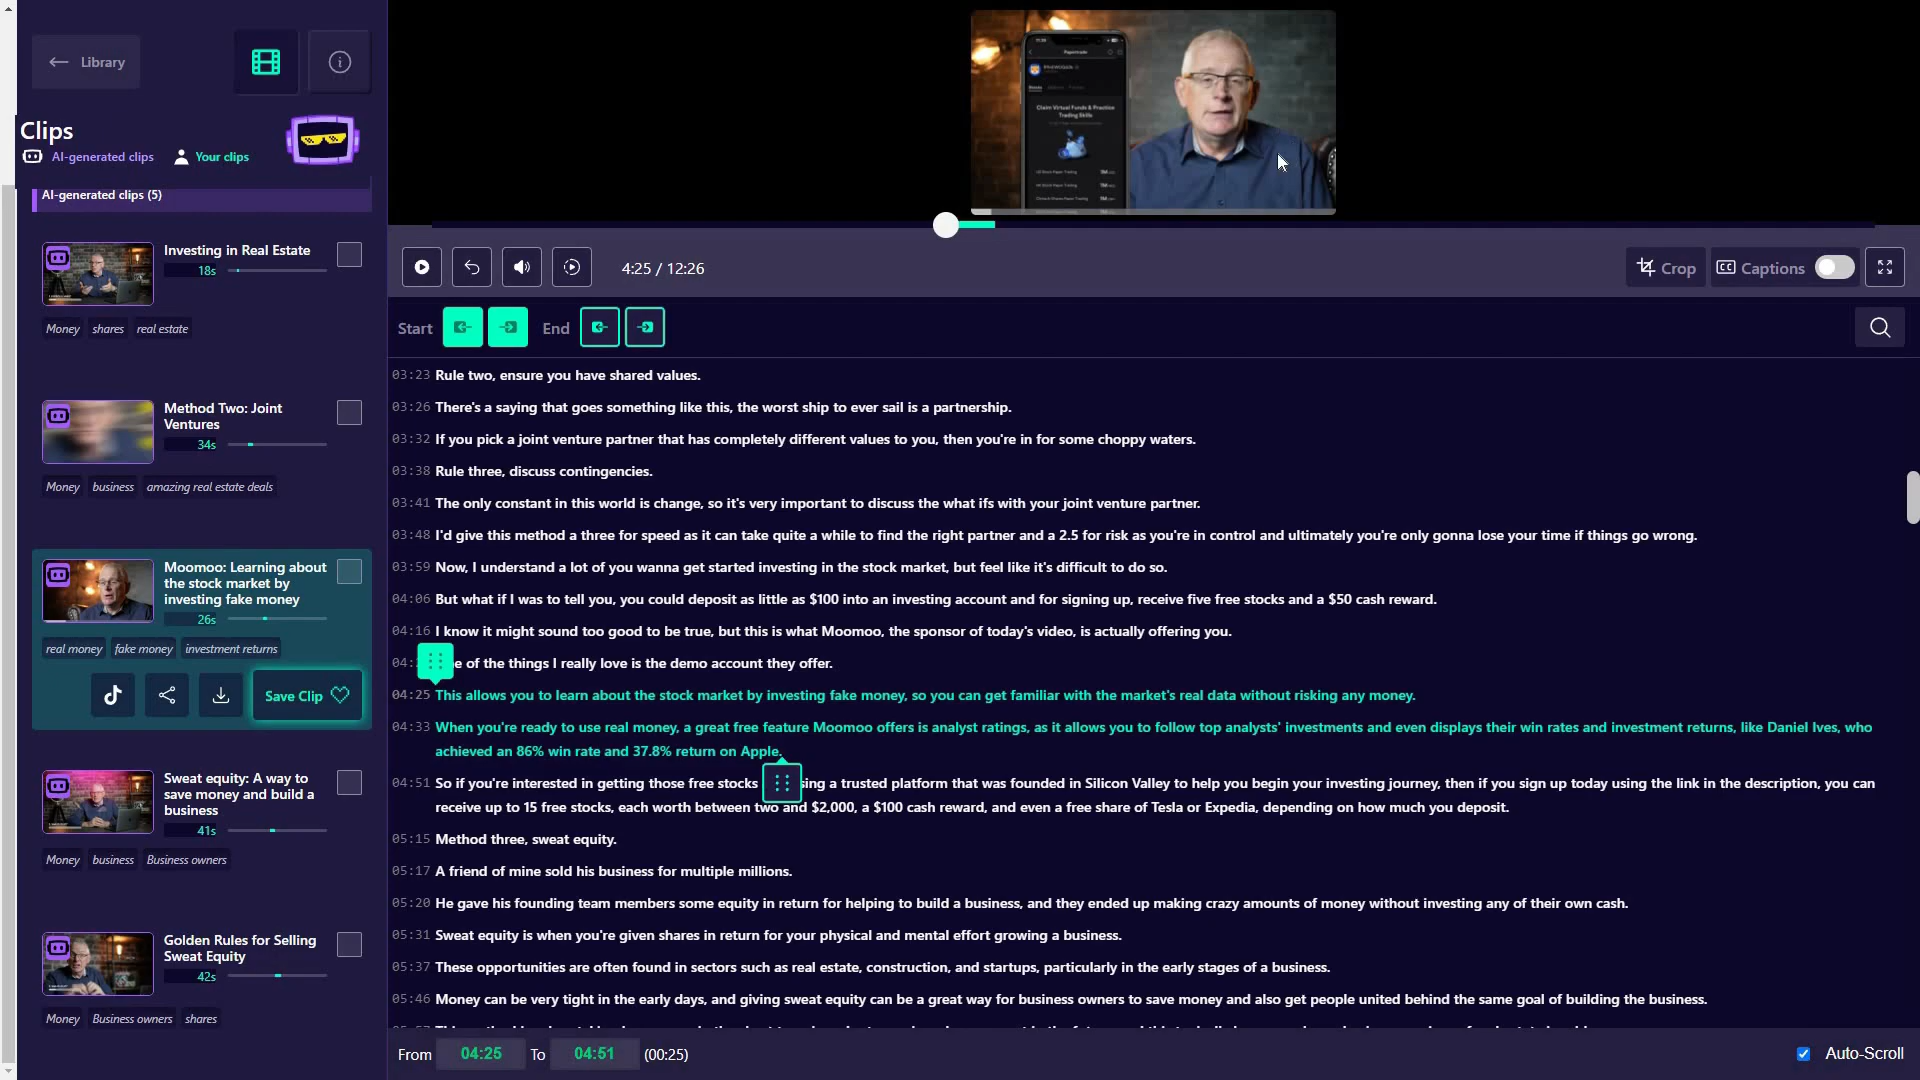 Library
Clips
AI-generated clips
Your clips
AI-generated clips (5)
Investing in Real Estate
18s
Money
shares
real estate
Method Two: Joint
Ventures
34s
Money
business
amazing real estate deals
Moomoo: Learning about
the stock market by
investing fake money
26s
real money
fake money
investment returns
Save Clip
Sweat equity: A way to
save money and build a
business
41s
Money
business
Business owners
Golden Rules for Selling
Sweat Equity
42s
Money
Business owners
shares
Papertrade
Claim Virtual Funds & Practice
Trading Skills
4:25 / 12:26
Crop
CC Captions
Start
End
03:23 Rule two, ensure you have shared values.
03:26 There's a saying that goes something like this, the worst ship to ever sail is a partnership.
03:32 If you pick a joint venture partner that has completely different values to you, then you're in for some choppy waters.
03:38 Rule three, discuss contingencies.
03:41 The only constant in this world is change, so it's very important to discuss the what ifs with your joint venture partner.
03:48 I'd give this method a three for speed as it can take quite a while to find the right partner and a 2.5 for risk as you're in control and ultimately you're only gonna lose your time if things go wrong.
03:59 Now, I understand a lot of you wanna get started investing in the stock market, but feel like it's difficult to do so.
04:06 But what if I was to tell you, you could deposit as little as $100 into an investing account and for signing up, receive five free stocks and a $50 cash reward.
04:16 I know it might sound too good to be true, but this is what Moomoo, the sponsor of today's video, is actually offering you.
of the things I really love is the demo account they offer.
04:25 This allows you to learn about the stock market by investing fake money, so you can get familiar with the market's real data without risking any money.
04:33 When you're ready to use real money, a great free feature Moomoo offers is analyst ratings, as it allows you to follow top analysts' investments and even displays their win rates and investment returns, like Daniel Ives, who
achieved an 86% win rate and 37.8% return on Apple.
04:51 So if you're interested in getting those free stocks sing a trusted platform that was founded in Silicon Valley to help you begin your investing journey, then if you sign up today using the link in the description, you can
receive up to 15 free stocks, each worth between two and $2,000, a $100 cash reward, and even a free share of Tesla or Expedia, depending on how much you deposit.
05:15 Method three, sweat equity.
05:17 A friend of mine sold his business for multiple millions.
05:20 He gave his founding team members some equity in return for helping to build a business, and they ended up making crazy amounts of money without investing any of their own cash.
05:31 Sweat equity is when you're given shares in return for your physical and mental effort growing a business.
05:37 These opportunities are often found in sectors such as real estate, construction, and startups, particularly in the early stages of a business.
05:46 Money can be very tight in the early days, and giving sweat equity can be a great way for business owners to save money and also get people united behind the same goal of building the business.
From 04:25 To 04:51 (00:25)
Auto-Scroll